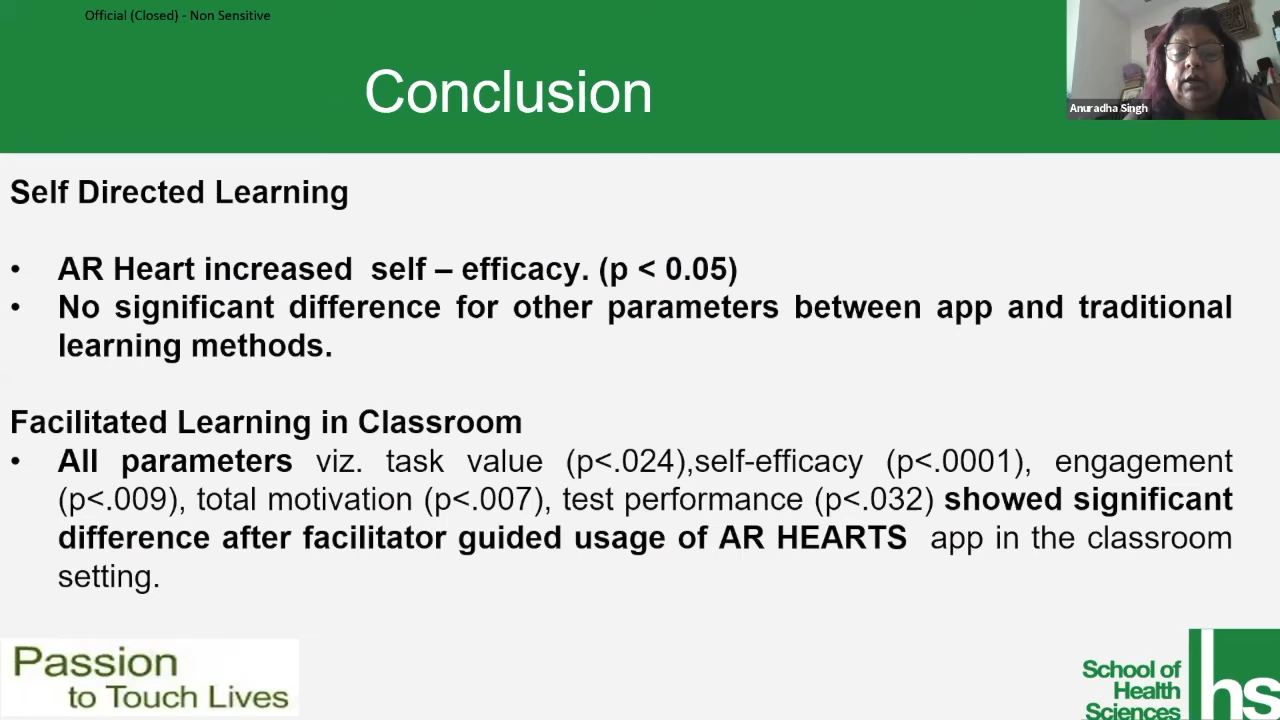 Official (Closed) - Non Sensitive
Conclusion
Anuradha Singh
Self Directed Learning
• AR Heart increased self – efficacy. (p < 0.05)
• No significant difference for other parameters between app and traditional
learning methods.
Facilitated Learning in Classroom
• All parameters viz. task value (p<.024),self-efficacy (p<.0001), engagement
(p<.009), total motivation (p<.007), test performance (p<.032) showed significant
difference after facilitator guided usage of AR HEARTS app in the classroom
setting.
Passion
to Touch Lives
School of
Health
Sciences
hs